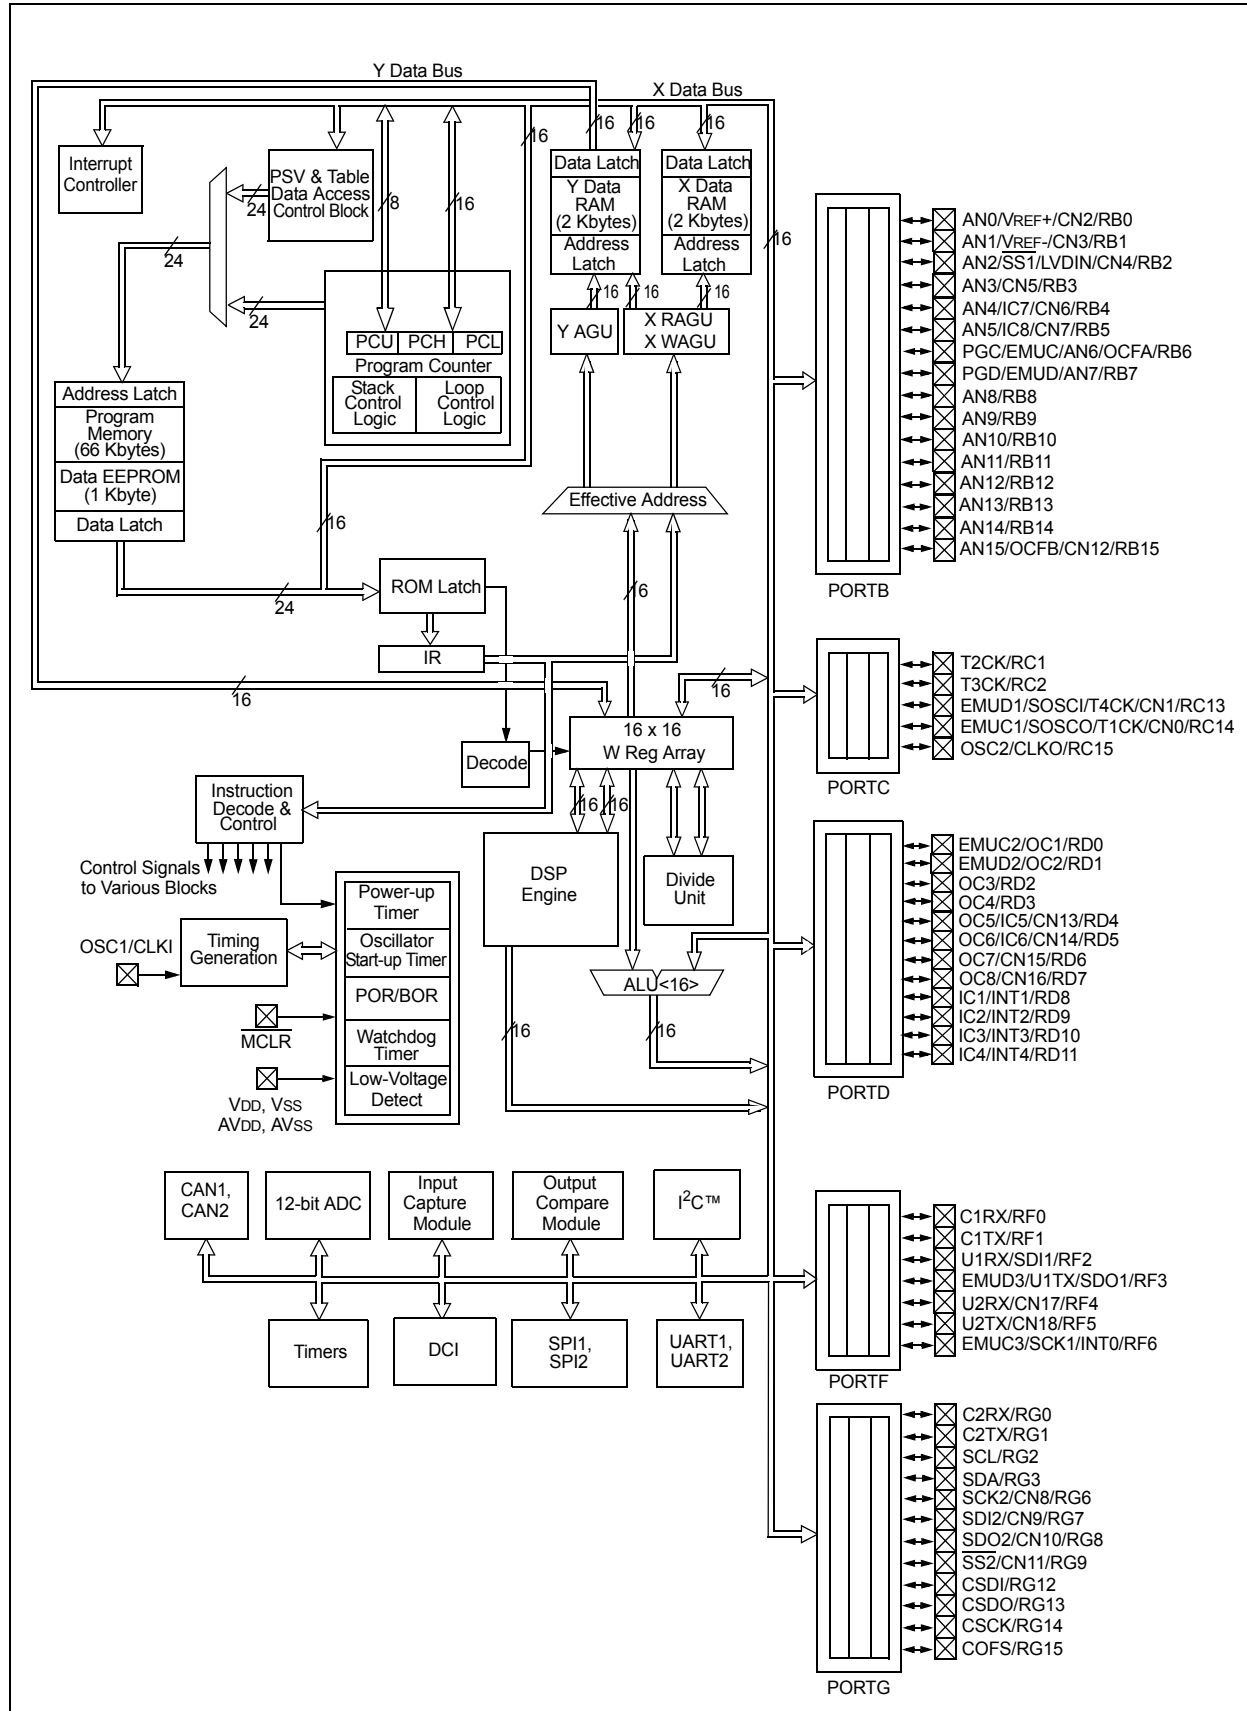 Y Data Bus
X Data Bus
16
16
16
16
Interrupt
Controller
PSV & Table
Data Access
Control Block
24
8
16
24
24
Data Latch
Y Data
RAM
(2 Kbytes)
Address
Latch
Data Latch
X Data
RAM
(2 Kbytes)
Address
Latch
16
16
16
16
Y AGU
X RAGU
X WAGU
PCU PCH PCL
Program Counter
Stack
Control
Logic
Loop
Control
Logic
Address Latch
Program
Memory
(66 Kbytes)
Data EEPROM
(1 Kbyte)
Data Latch
16
24
Effective Address
ROM Latch
16
IR
16
16
16 x 16
W Reg Array
Decode
Instruction
Decode &
Control
16
16
Control Signals
to Various Blocks
DSP
Engine
Divide
Unit
Power-up
Timer
Oscillator
Start-up Timer
POR/BOR
Watchdog
Timer
Low-Voltage
Detect
OSC1/CLKI
Timing
Generation
MCLR
VDD, VSS
AVDD, AVSS
ALU<16>
16
16
CAN1,
CAN2
12-bit ADC
Input
Capture
Module
Output
Compare
Module
I²C™
Timers
DCI
SPI1,
SPI2
UART1,
UART2
AN0/VREF+/CN2/RB0
AN1/VREF-/CN3/RB1
AN2/SS1/LVDIN/CN4/RB2
AN3/CN5/RB3
AN4/IC7/CN6/RB4
AN5/IC8/CN7/RB5
PGC/EMUC/AN6/OCFA/RB6
PGD/EMUD/AN7/RB7
AN8/RB8
AN9/RB9
AN10/RB10
AN11/RB11
AN12/RB12
AN13/RB13
AN14/RB14
AN15/OCFB/CN12/RB15
PORTB
T2CK/RC1
T3CK/RC2
EMUD1/SOSCI/T4CK/CN1/RC13
EMUC1/SOSCO/T1CK/CN0/RC14
OSC2/CLKO/RC15
PORTC
EMUC2/OC1/RD0
EMUD2/OC2/RD1
OC3/RD2
OC4/RD3
OC5/IC5/CN13/RD4
OC6/IC6/CN14/RD5
OC7/CN15/RD6
OC8/CN16/RD7
IC1/INT1/RD8
IC2/INT2/RD9
IC3/INT3/RD10
IC4/INT4/RD11
PORTD
C1RX/RF0
C1TX/RF1
U1RX/SDI1/RF2
EMUD3/U1TX/SDO1/RF3
U2RX/CN17/RF4
U2TX/CN18/RF5
EMUC3/SCK1/INT0/RF6
PORTF
C2RX/RG0
C2TX/RG1
SCL/RG2
SDA/RG3
SCK2/CN8/RG6
SDI2/CN9/RG7
SDO2/CN10/RG8
SS2/CN11/RG9
CSDI/RG12
CSDO/RG13
CSCK/RG14
COFS/RG15
PORTG